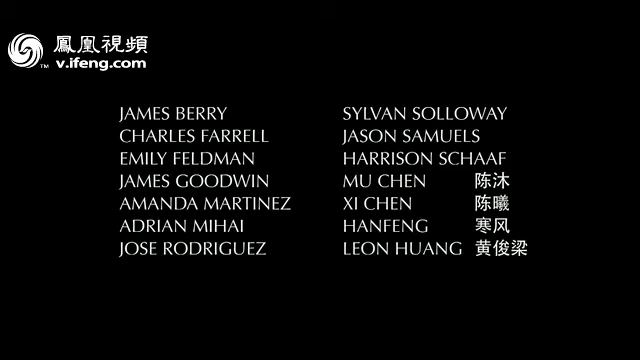 鳳凰視頻
TM v.ifeng.com
JAMES BERRY
CHARLES FARRELL
EMILY FELDMAN
JAMES GOODWIN
AMANDA MARTINEZ
ADRIAN MIHAI
JOSE RODRIGUEZ
SYLVAN SOLLOWAY
JASON SAMUELS
HARRISON SCHAAF
MU CHEN 陈沐
XI CHEN 陈曦
HANFENG 寒风
LEON HUANG 黄俊梁